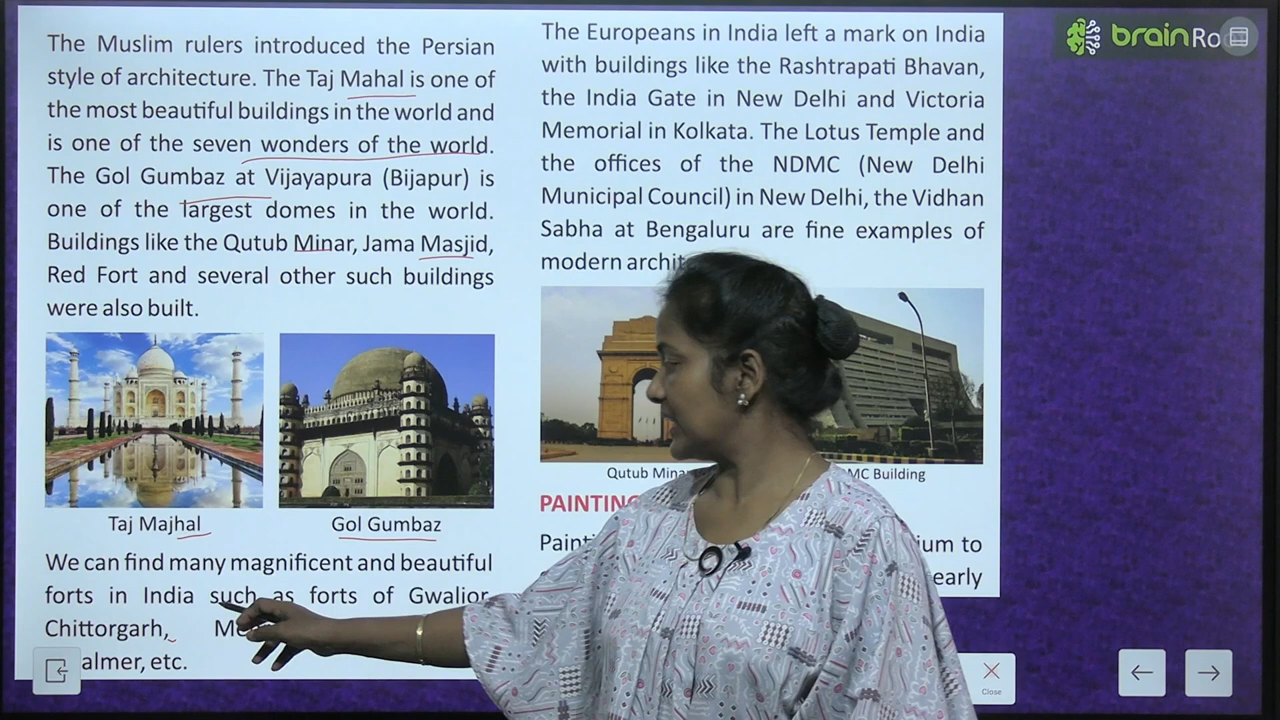 The Muslim rulers introduced the Persian
style of architecture. The Taj Mahal is one of
the most beautiful buildings in the world and
is one of the seven wonders of the world.
The Gol Gumbaz at Vijayapura (Bijapur) is
one of the largest domes in the world.
Buildings like the Qutub Minar, Jama Masjid,
Red Fort and several other such buildings
were also built.
Taj Majhal
Gol Gumbaz
We can find many magnificent and beautiful
forts in India such as forts of Gwalior,
Chittorgarh,
almer, etc.
The Europeans in India left a mark on India
with buildings like the Rashtrapati Bhavan,
the India Gate in New Delhi and Victoria
Memorial in Kolkata. The Lotus Temple and
the offices of the NDMC (New Delhi
Municipal Council) in New Delhi, the Vidhan
Sabha at Bengaluru are fine examples of
modern archit
Qutub Mina
MC Building
PAINTING
Painti
ium to
early
brain Ro
Close